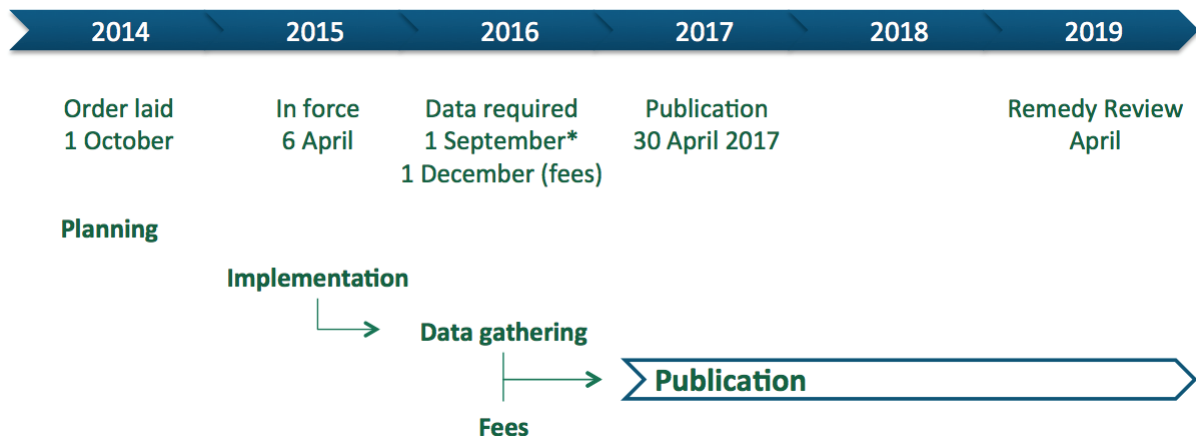 2014 2015 2016 2017 2018 2019
Order laid In force Data required Publication Remedy Review
1 October 6 April 1 September* 30 April 2017 April
1 December (fees)
Planning
Implementation
Data gathering
Publication
Fees